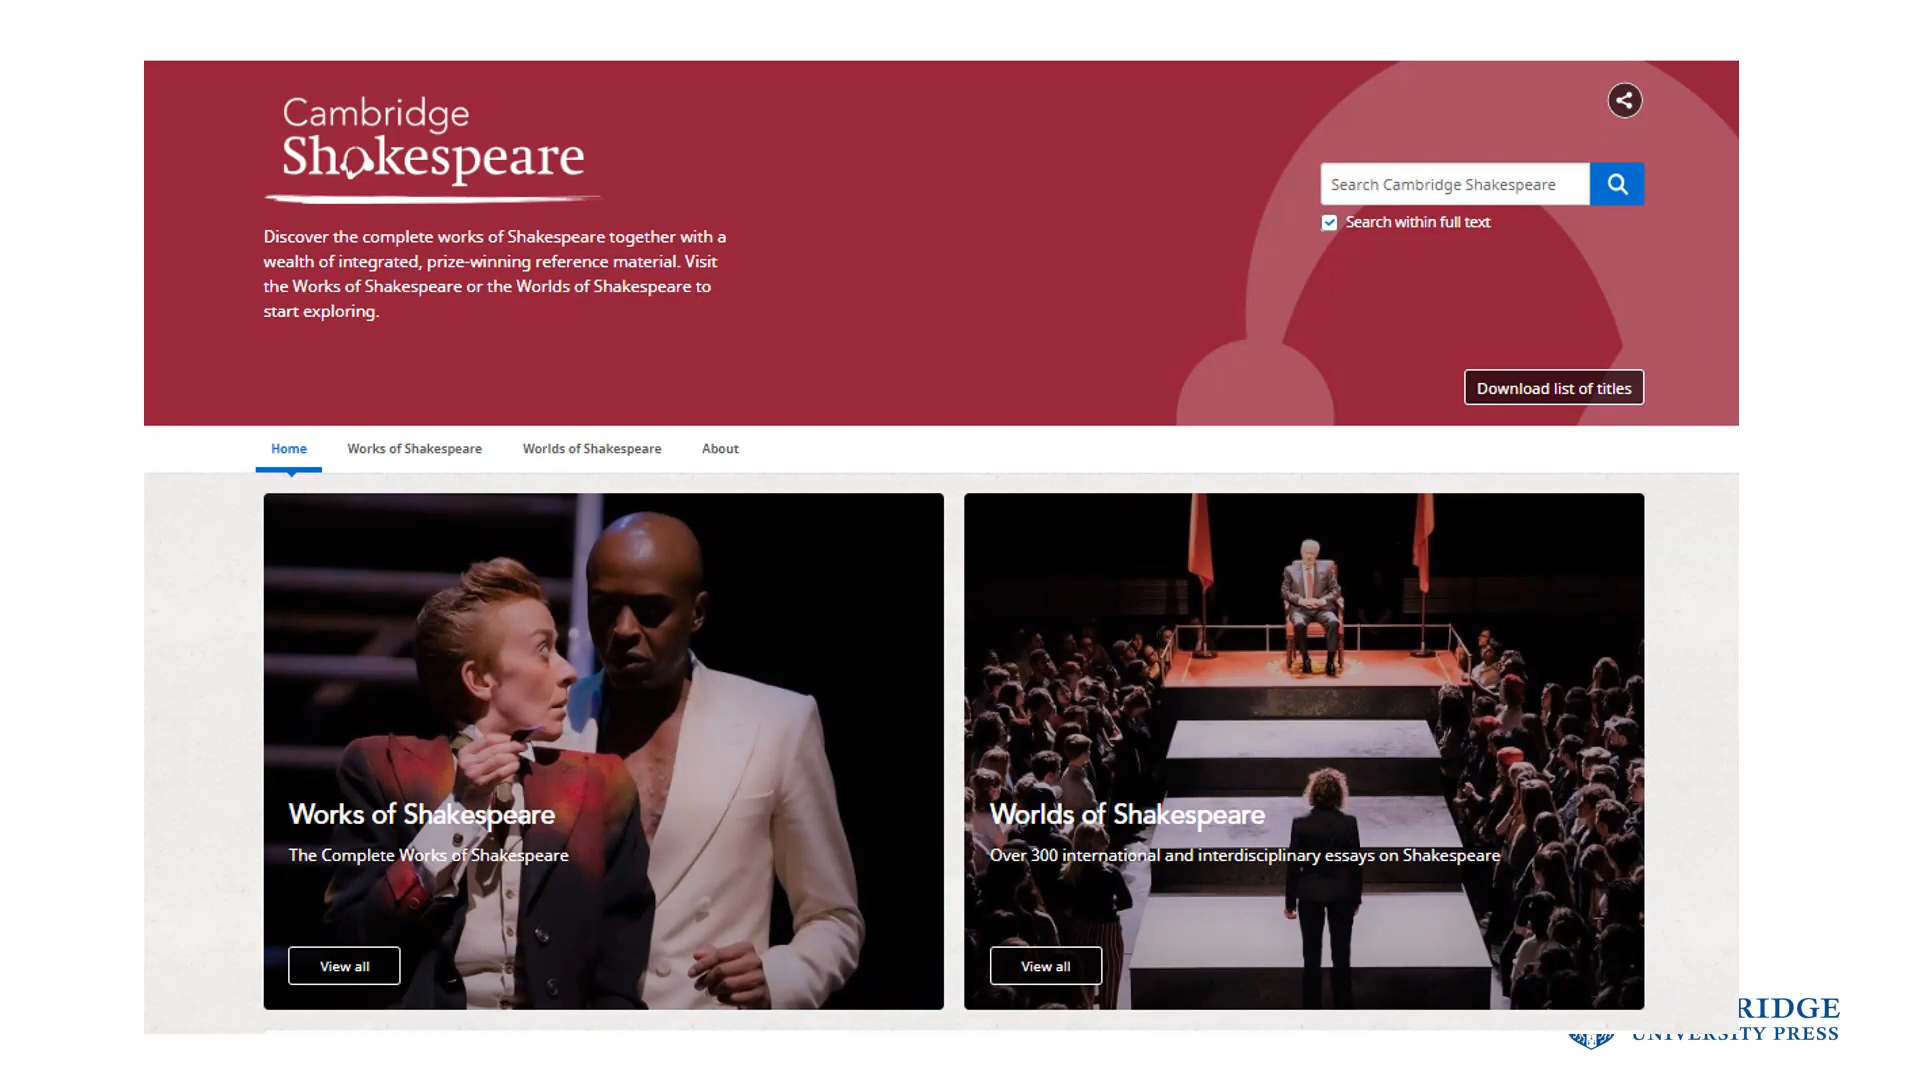 Cambridge
Shakespeare
Discover the complete works of Shakespeare together with a
wealth of integrated, prize-winning reference material. Visit
the Works of Shakespeare or the Worlds of Shakespeare to
start exploring.
Search Cambridge Shakespeare
Search within full text
Download list of titles
Home
Works of Shakespeare
Worlds of Shakespeare
About
Works of Shakespeare
The Complete Works of Shakespeare
View all
Worlds of Shakespeare
Over 300 international and interdisciplinary essays on Shakespeare
View all
RIDGE
UNIVERSITY PRESS